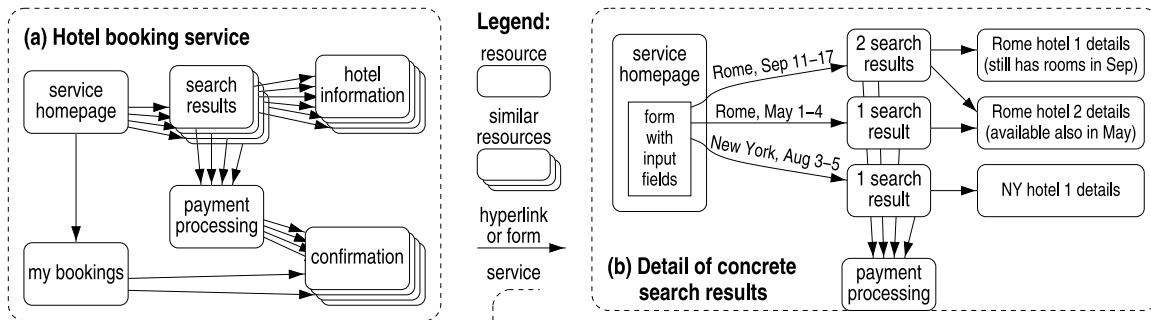 (a) Hotel booking service
service
homepage
search
results
hotel
information
payment
processing
my bookings
confirmation
Legend:
resource
similar
resources
hyperlink
or form
service
service
homepage
form
with
input
fields
Rome, Sep 11–17
Rome, May 1–4
New York, Aug 3–5
2 search
results
1 search
result
1 search
result
Rome hotel 1 details
(still has rooms in Sep)
Rome hotel 2 details
(available also in May)
NY hotel 1 details
payment
processing
(b) Detail of concrete
search results